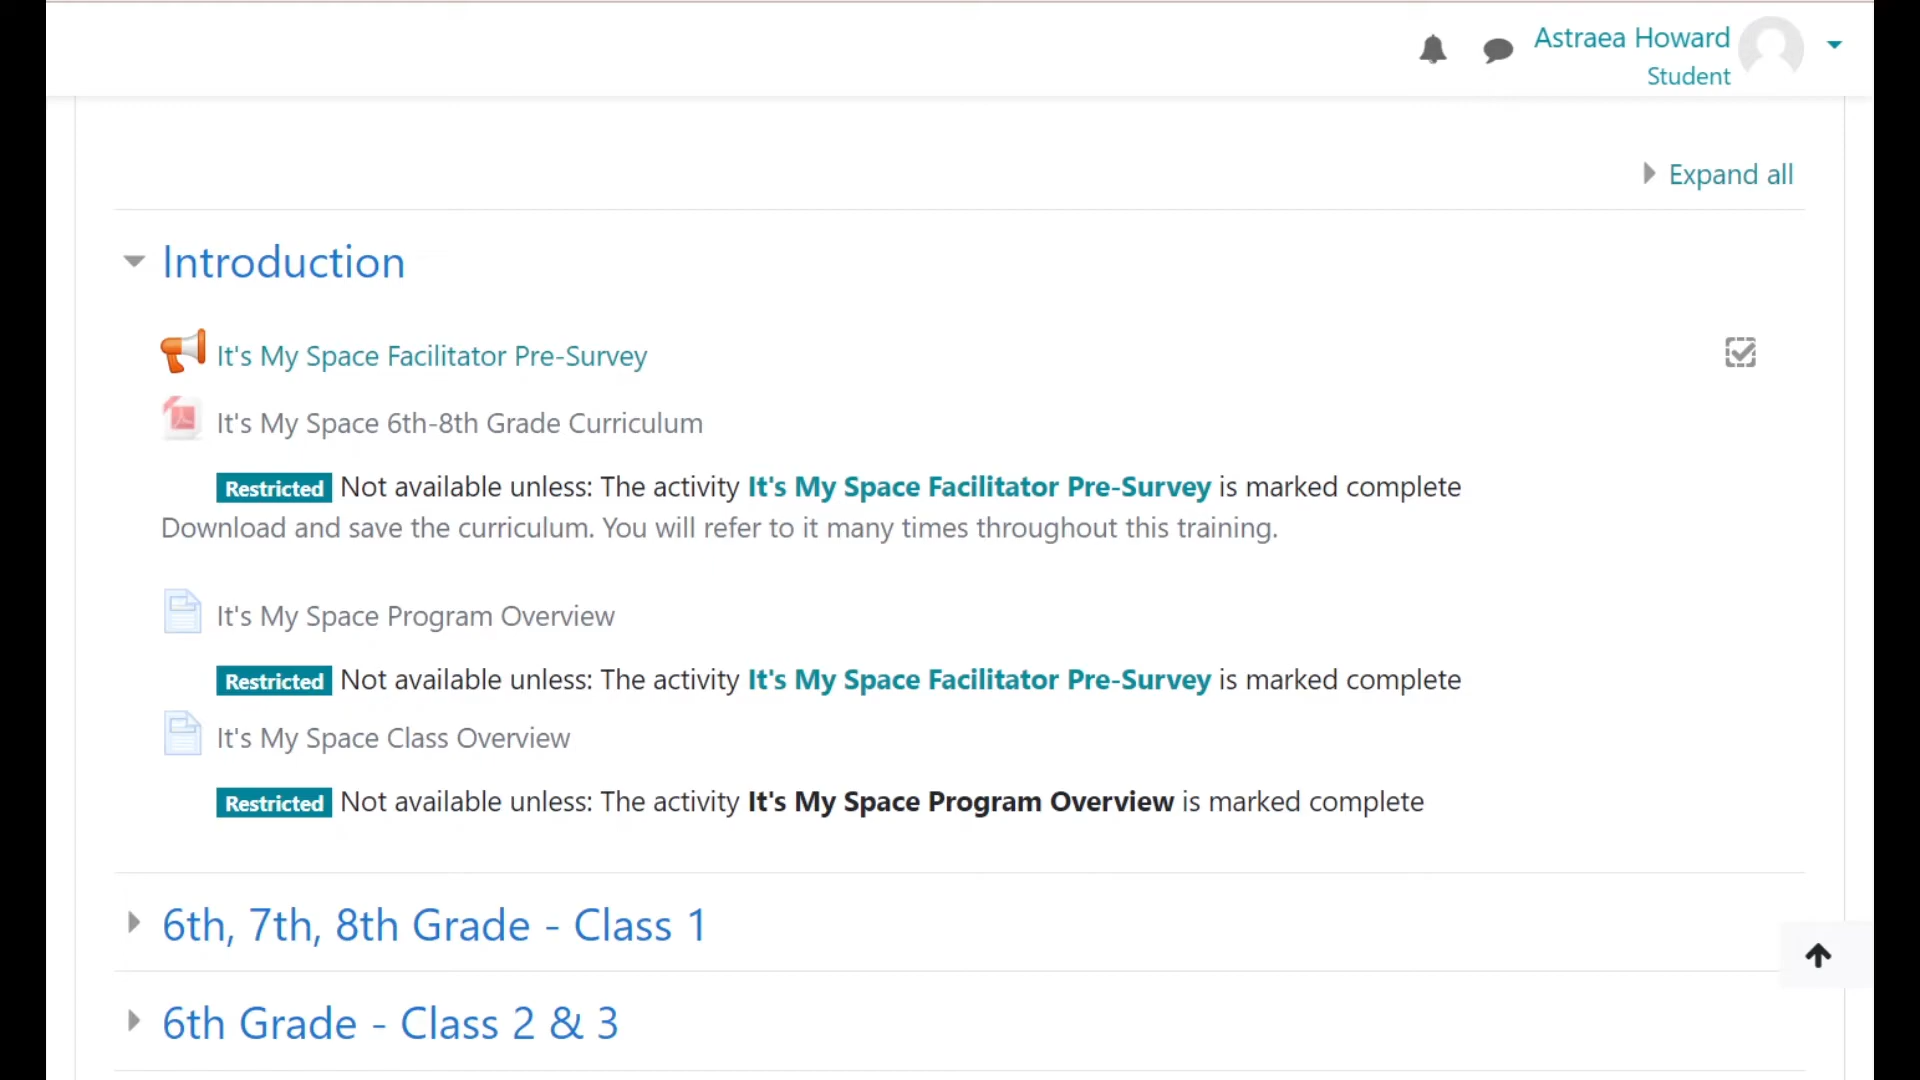 Astraea Howard
Student
Expand all
Introduction
It's My Space Facilitator Pre-Survey
It's My Space 6th-8th Grade Curriculum
Restricted Not available unless: The activity It's My Space Facilitator Pre-Survey is marked complete
Download and save the curriculum. You will refer to it many times throughout this training.
It's My Space Program Overview
Restricted Not available unless: The activity It's My Space Facilitator Pre-Survey is marked complete
It's My Space Class Overview
Restricted Not available unless: The activity It's My Space Program Overview is marked complete
6th, 7th, 8th Grade - Class 1
6th Grade - Class 2 & 3